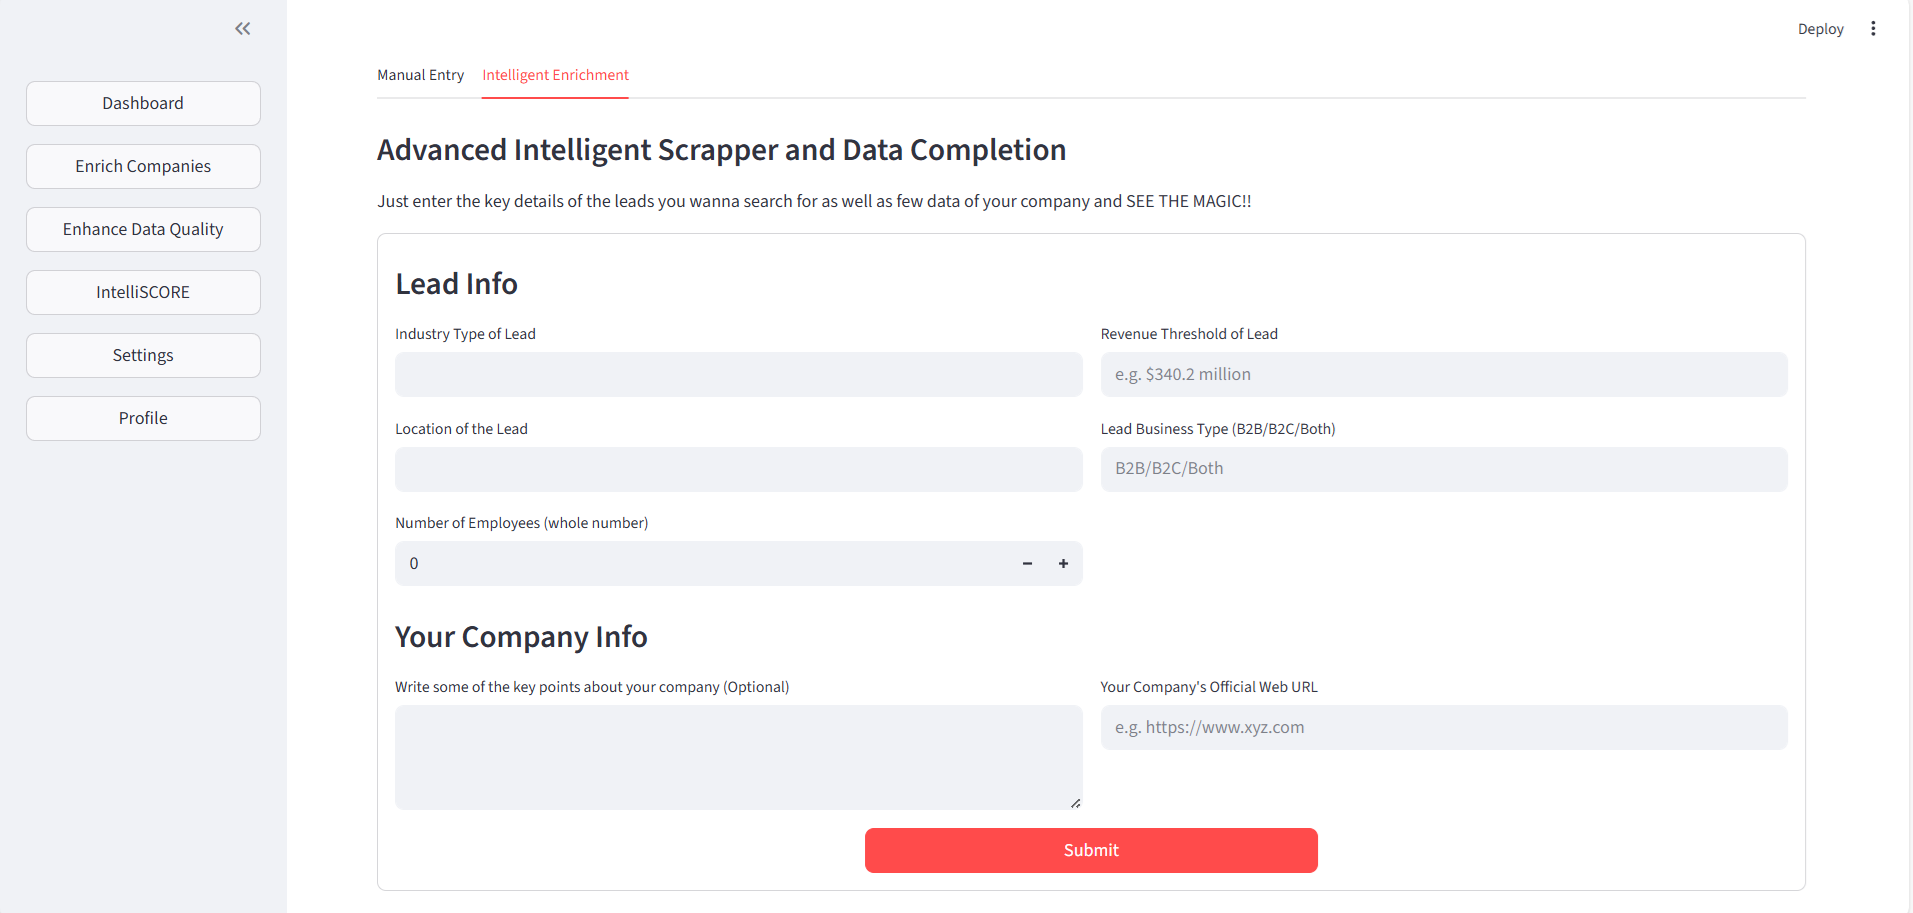 Deploy
Dashboard
Enrich Companies
Enhance Data Quality
IntelliSCORE
Settings
Profile
Manual Entry Intelligent Enrichment
Advanced Intelligent Scrapper and Data Completion
Just enter the key details of the leads you wanna search for as well as few data of your company and SEE THE MAGIC!!
Lead Info
Industry Type of Lead
Revenue Threshold of Lead
e.g. $340.2 million
Location of the Lead
Lead Business Type (B2B/B2C/Both)
B2B/B2C/Both
Number of Employees (whole number)
0
Your Company Info
Write some of the key points about your company (Optional)
Your Company's Official Web URL
e.g. https://www.xyz.com
Submit